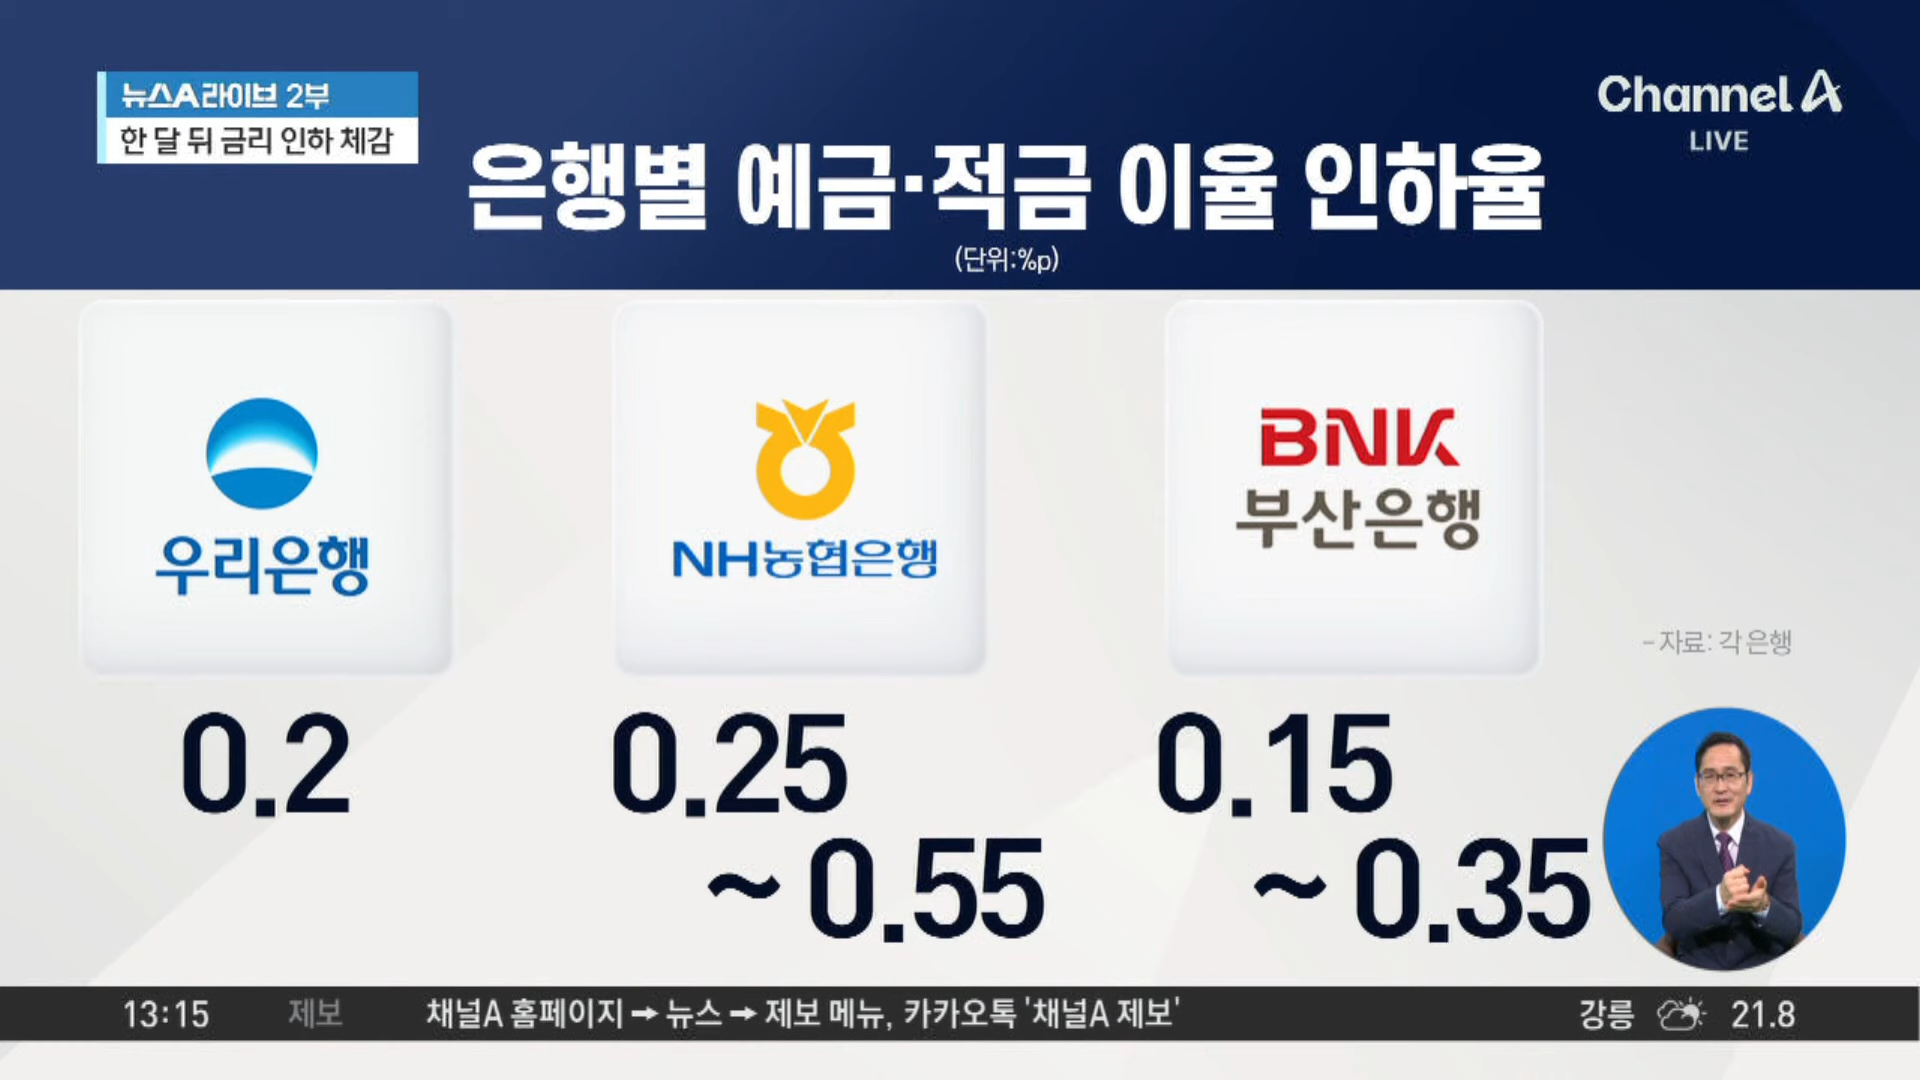 뉴스A라이브 2부
한 달 뒤 금리 인하 체감
Channel A
LIVE
은행별 예금·적금 이율 인하율
(단위:%p)
우리은행
NH농협은행
BNK
부산은행
-자료: 각 은행
0.2
0.25
~0.55
0.15
~0.35
13:15 제보 채널A 홈페이지 → 뉴스 → 제보 메뉴, 카카오톡 '채널A 제보' 강릉 21.8